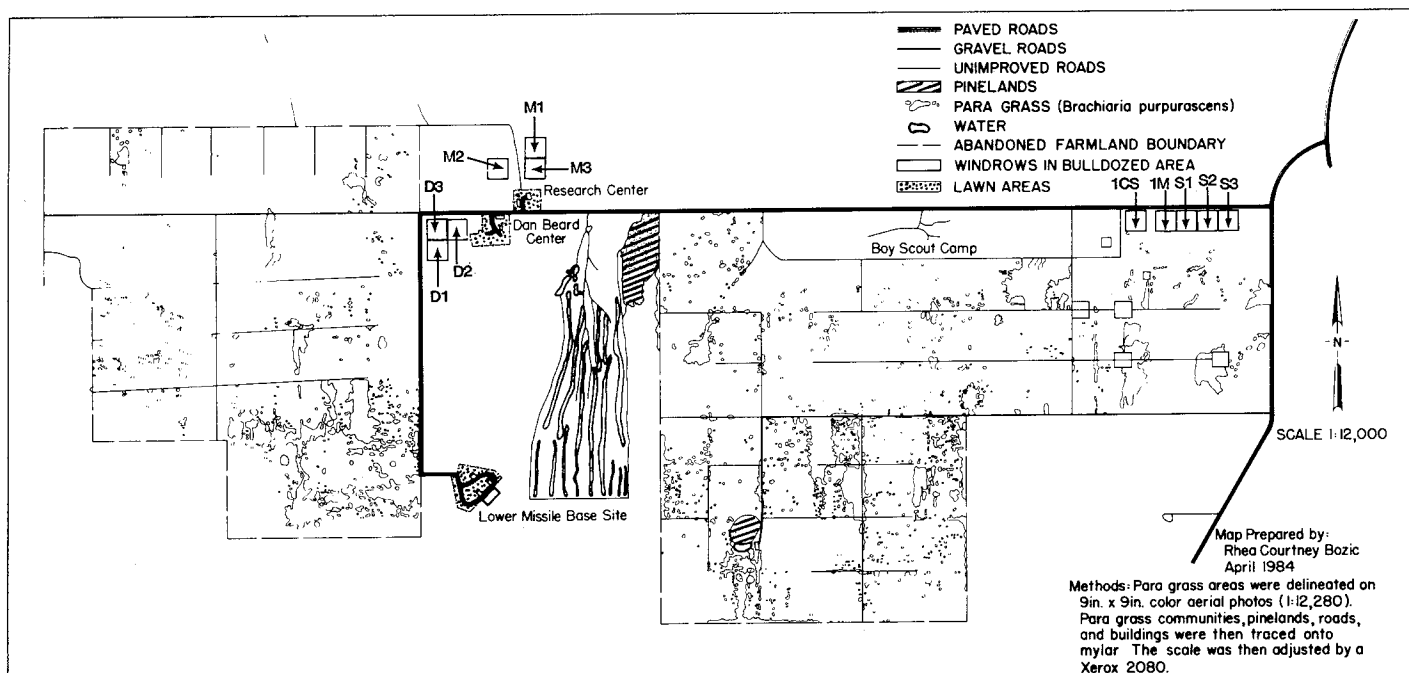 PAVED ROADS
GRAVEL ROADS
UNIMPROVED ROADS
PINELANDS
PARA GRASS (Brachiaria purpurascens)
WATER
ABANDONED FARMLAND BOUNDARY
WINDROWS IN BULLDOZED AREA
LAWN AREAS
M1
M2
M3
Research Center
D3
Dan Beard
Center
D2
D1
1CS
1M
S1
S2
S3
Boy Scout Camp
-N-
SCALE 1:12,000
Lower Missile Base Site
Map Prepared by:
Rhea Courtney Bozic
April 1984
Methods: Para grass areas were delineated on
9in. x 9in. color aerial photos (1:12,280).
Para grass communities, pinelands, roads,
and buildings were then traced onto
mylar The scale was then adjusted by a
Xerox 2080.